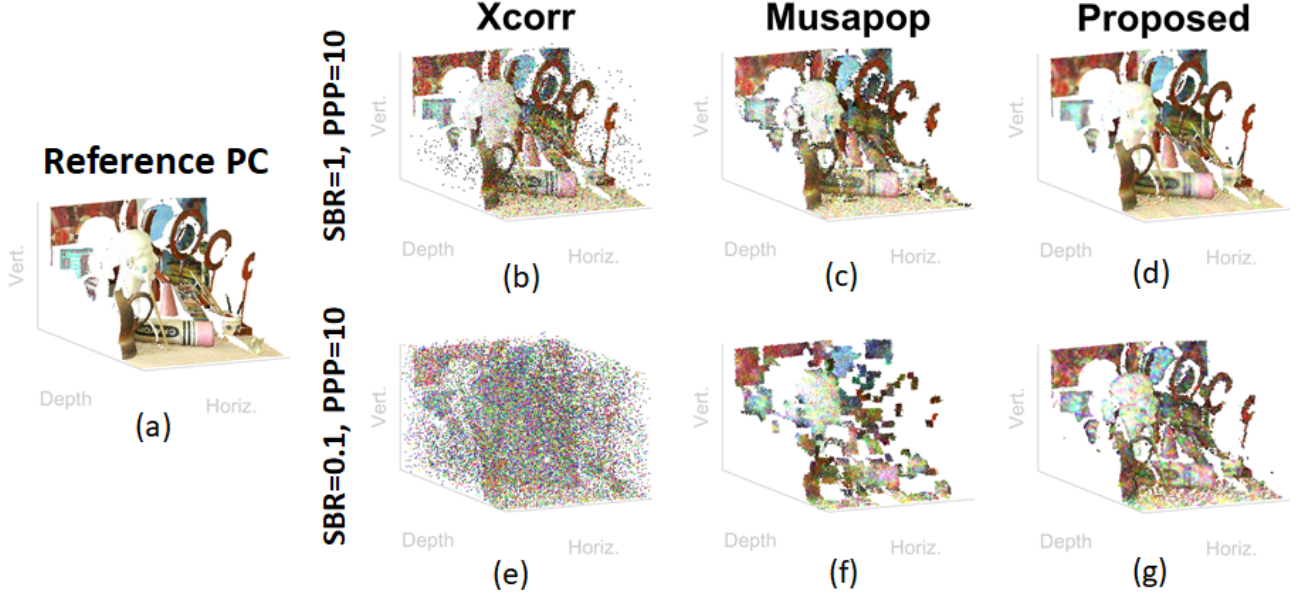 Xcorr
Musapop
Proposed
SBR=1, PPP=10
Vert.
Depth
Horiz.
(b)
Vert.
Depth
Horiz.
(c)
Vert.
Depth
Horiz.
(d)
Reference PC
Vert.
Depth
Horiz.
(a)
SBR=0.1, PPP=10
Vert.
Depth
Horiz.
(e)
Vert.
Depth
Horiz.
(f)
Vert.
Depth
Horiz.
(g)